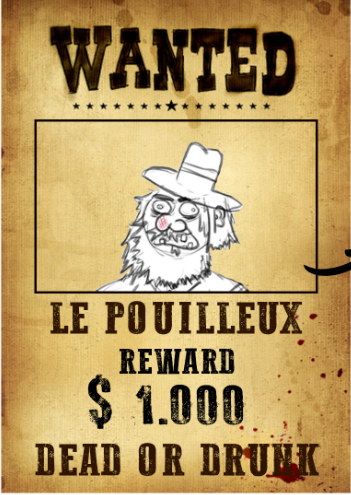 WANTED
LE POUILLEUX
REWARD
$ 1.000
DEAD OR DRUNK